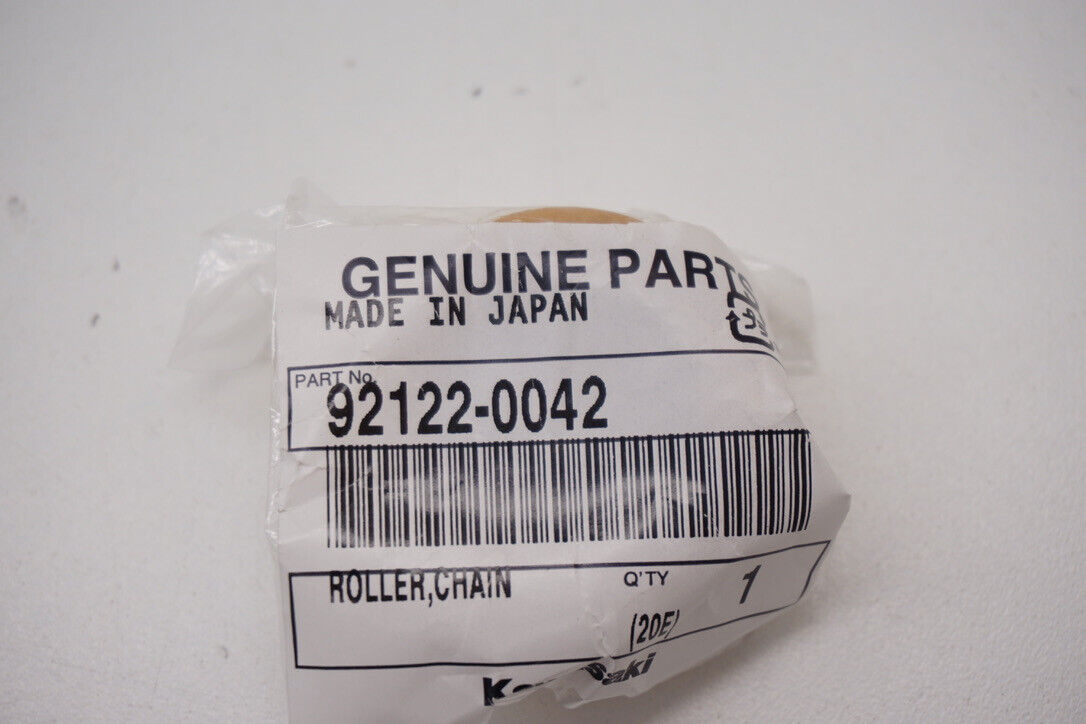 GENUINE PARTS
MADE IN JAPAN
PART No.
92122-0042
ROLLER,CHAIN
Q'TY 1
(20E)